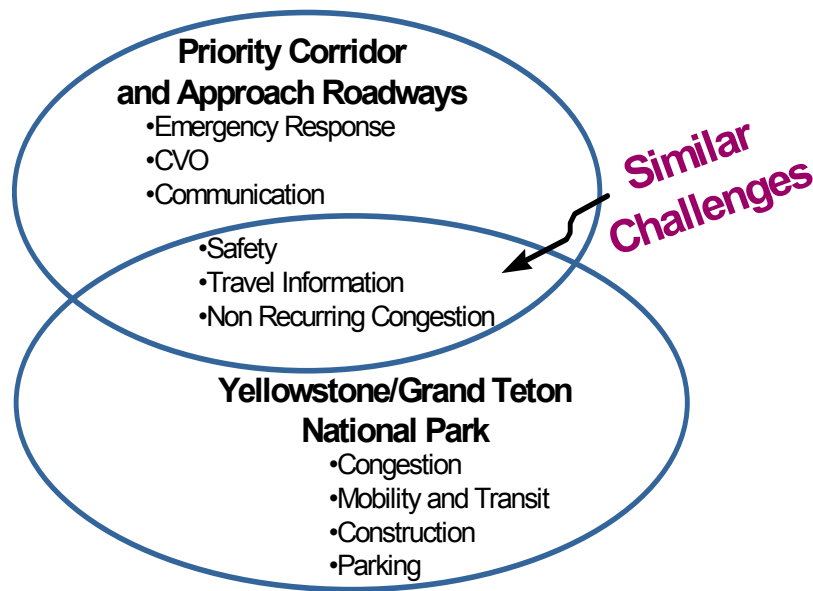 Priority Corridor
and Approach Roadways
•Emergency Response
•CVO
•Communication
Similar
Challenges
•Safety
•Travel Information
•Non Recurring Congestion
Yellowstone/Grand Teton
National Park
•Congestion
•Mobility and Transit
•Construction
•Parking